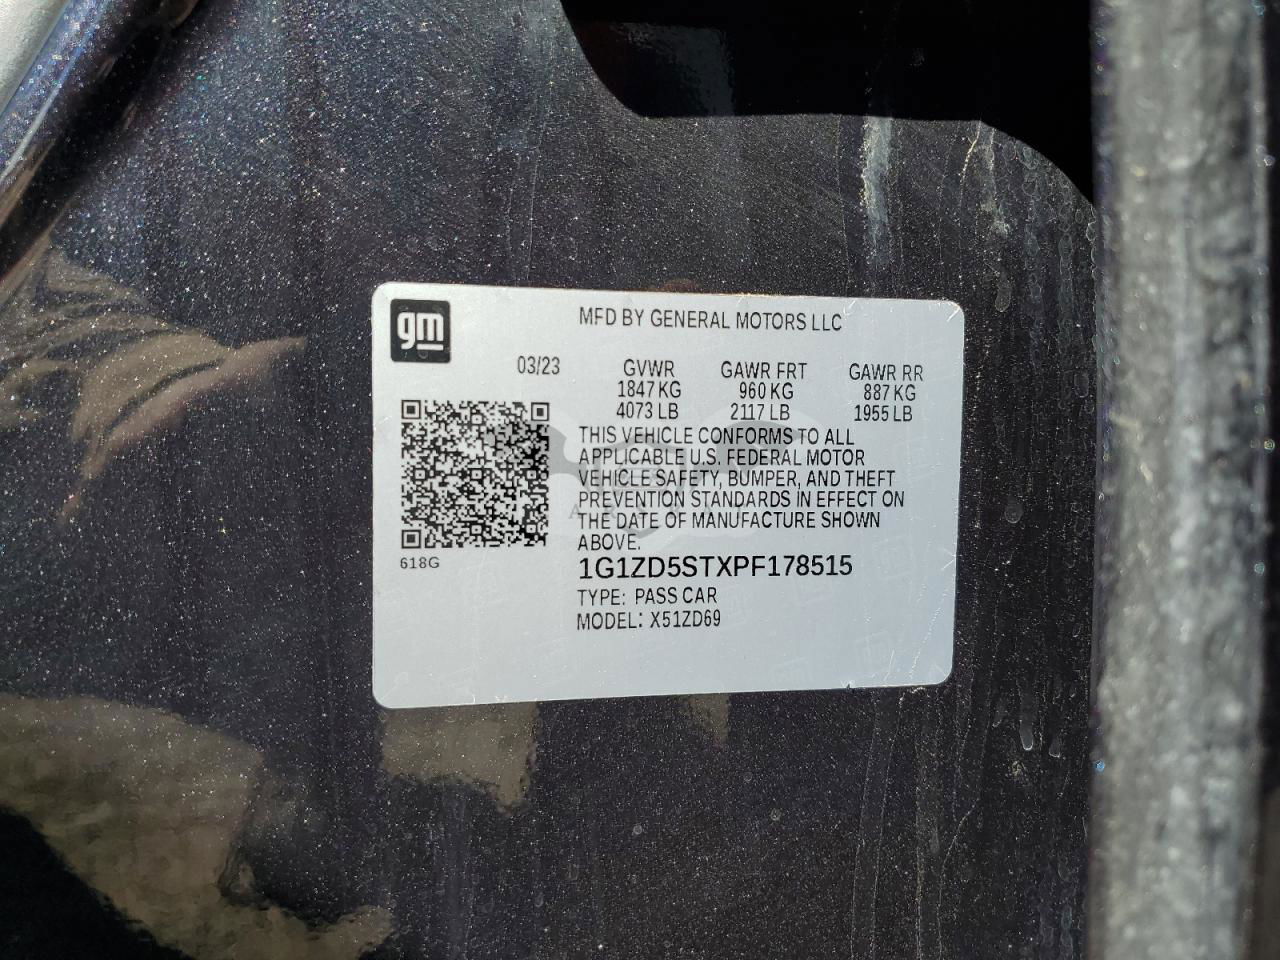 gm
MFD BY GENERAL MOTORS LLC
03/23 GVWR GAWR FRT GAWR RR
1847 KG 960 KG 887 KG
4073 LB 2117 LB 1955 LB
THIS VEHICLE CONFORMS TO ALL
APPLICABLE U.S. FEDERAL MOTOR
VEHICLE SAFETY, BUMPER, AND THEFT
PREVENTION STANDARDS IN EFFECT ON
THE DATE OF MANUFACTURE SHOWN
ABOVE.
618G
1G1ZD5STXPF178515
TYPE: PASS CAR
MODEL: X51ZD69